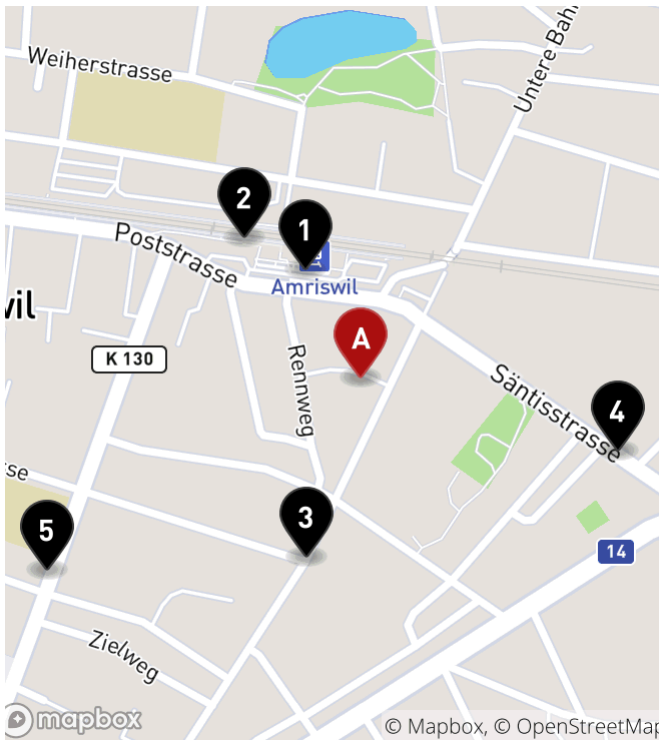 Weiherstrasse
Untere Bah
2
1
Poststrasse
Amriswil
wil
A
K 130
Rennweg
Säntisstrasse
4
sse
3
5
14
Zielweg
mapbox
© Mapbox, © OpenStreetMap